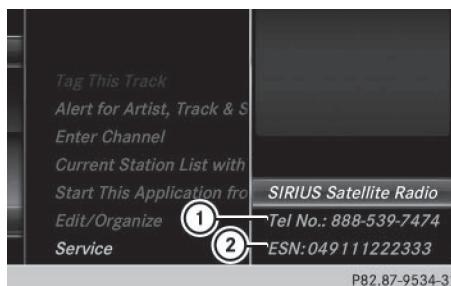 Tag This Track
Alert for Artist, Track & S
Enter Channel
Current Station List with
Start This Application fro
Edit/Organize
Service
SIRIUS Satellite Radio
1
Tel No.: 888-539-7474
2
ESN:049111222333
P82.87-9534-3